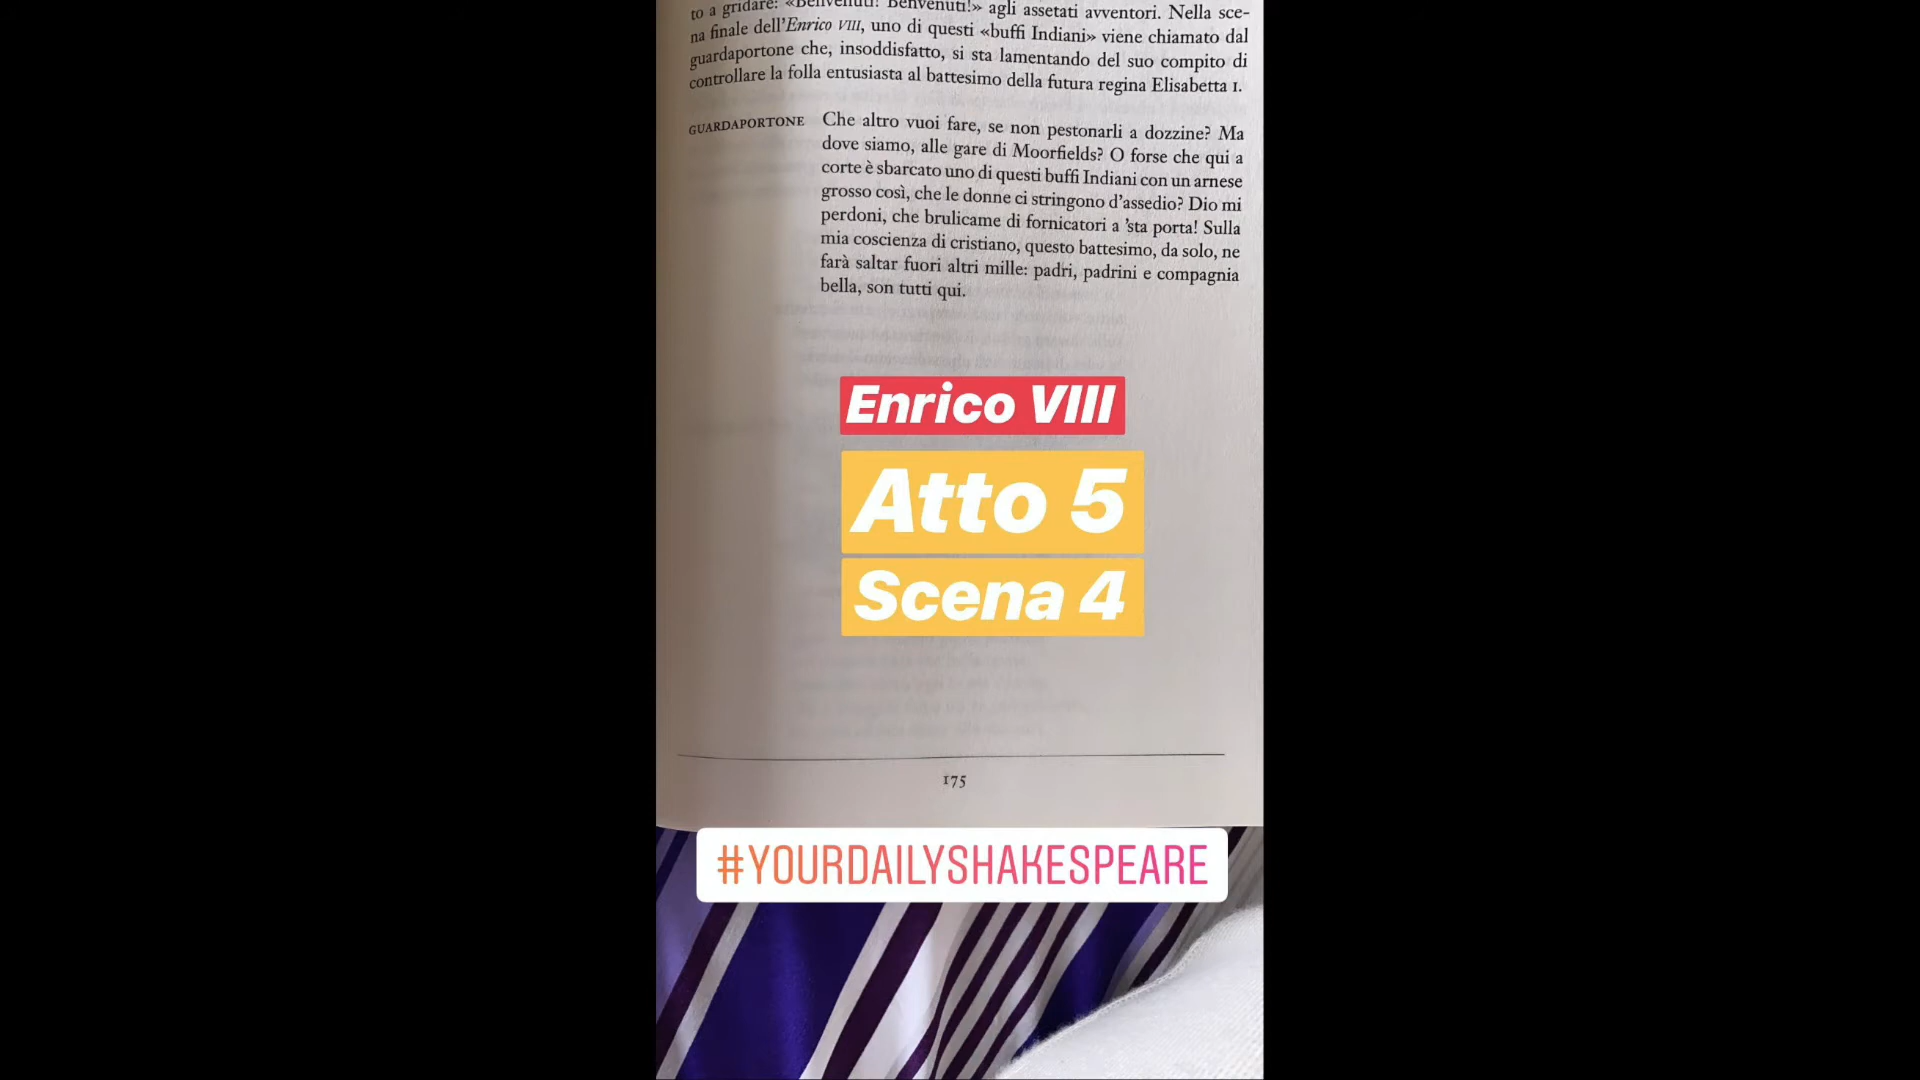 to a gridare: «Benvenuti! Benvenuti!» agli assetati avventori. Nella sce-
na finale dell'Enrico VIII, uno di questi «buffi Indiani» viene chiamato dal
guardaportone che, insoddisfatto, si sta lamentando del suo compito di
controllare la folla entusiasta al battesimo della futura regina Elisabetta I.
GUARDAPORTONE Che altro vuoi fare, se non pestonarli a dozzine? Ma
dove siamo, alle gare di Moorfields? O forse che qui a
corte è sbarcato uno di questi buffi Indiani con un arnese
grosso così, che le donne ci stringono d'assedio? Dio mi
perdoni, che brulicame di fornicatori a 'sta porta! Sulla
mia coscienza di cristiano, questo battesimo, da solo, ne
farà saltar fuori altri mille: padri, padrini e compagnia
bella, son tutti qui.
Enrico VIII
Atto 5
Scena 4
175
#YOURDAILYSHAKESPEARE